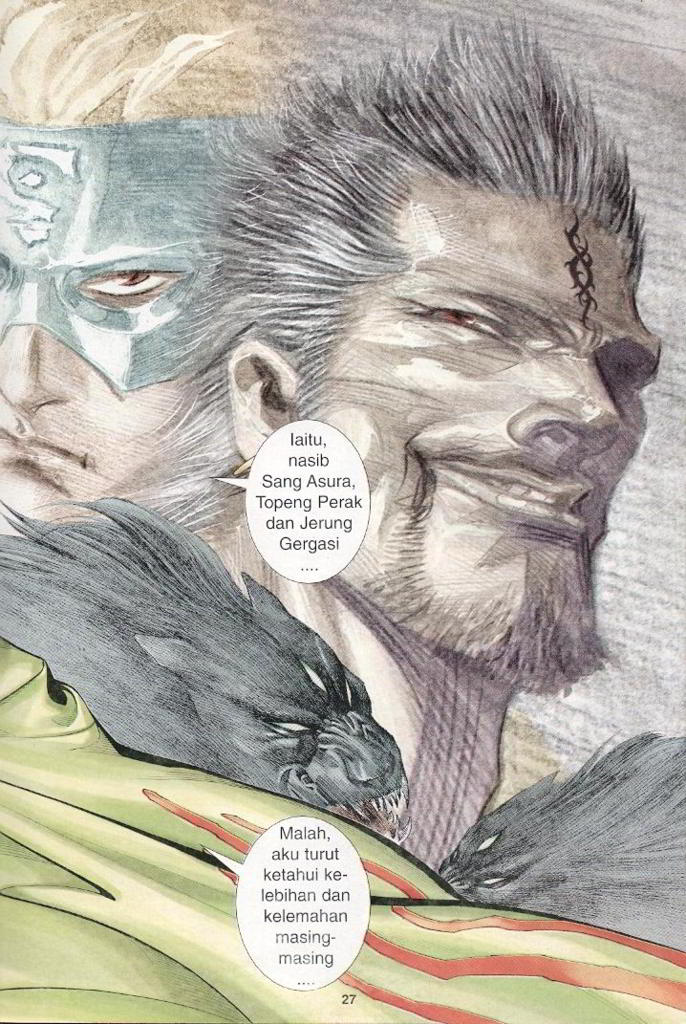 Iaitu,
nasib
Sang Asura,
Topeng Perak
dan Jerung
Gergasi
....
Malah,
aku turut
ketahui ke-
lebihan dan
kelemahan
masing-
masing
....
27